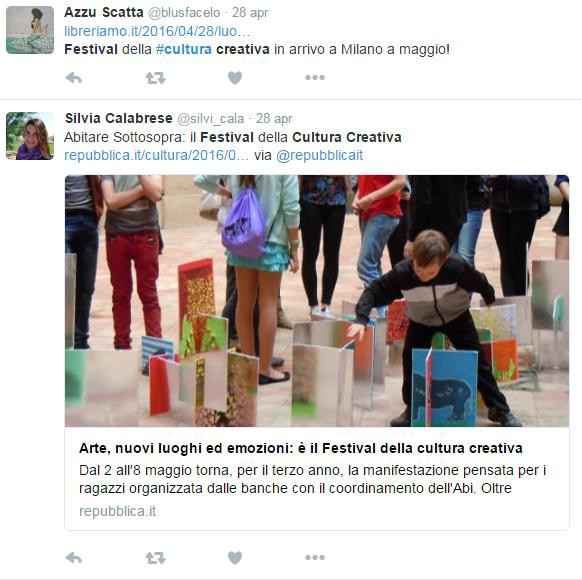 Azzu Scatta @blusfacelo · 28 apr
libreriamo.it/2016/04/28/luo…
Festival della #cultura creativa in arrivo a Milano a maggio!
Silvia Calabrese @silvi_cala · 28 apr
Abitare Sottosopra: il Festival della Cultura Creativa
repubblica.it/cultura/2016/0… via @repubblicait
Arte, nuovi luoghi ed emozioni: è il Festival della cultura creativa
Dal 2 all'8 maggio torna, per il terzo anno, la manifestazione pensata per i
ragazzi organizzata dalle banche con il coordinamento dell'Abi. Oltre
repubblica.it